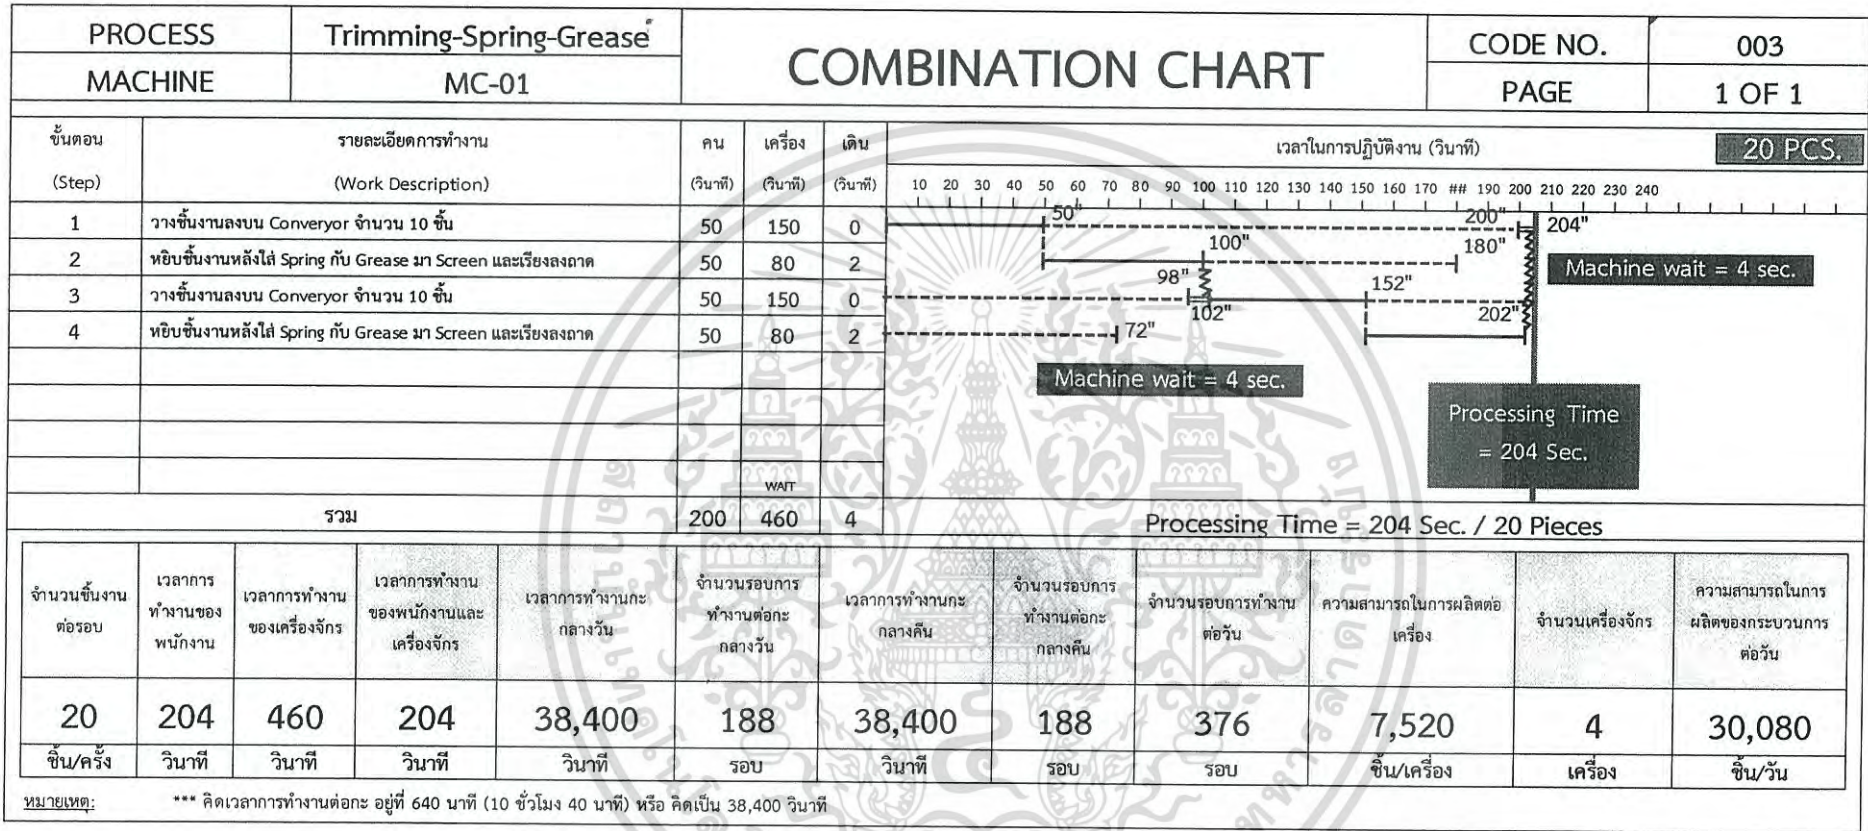 PROCESS Trimming-Spring-Grease
COMBINATION CHART
CODE NO. 003
MACHINE MC-01
PAGE 1 OF 1
ขั้นตอน รายละเอียดการทำงาน คน เครื่อง เดิน เวลาในการปฏิบัติงาน (วินาที) 20 PCS.
(Step) (Work Description) (วินาที) (วินาที) (วินาที) 10 20 30 40 50 60 70 80 90 100 110 120 130 140 150 160 170 ## 190 200 210 220 230 240
1 วางชิ้นงานลงบน Converyor จำนวน 10 ชิ้น 50 150 0 50" 200" 204"
2 หยิบชิ้นงานหลังใส่ Spring กับ Grease มา Screen และเรียงลงถาด 50 80 2 100" 180" Machine wait = 4 sec.
3 วางชิ้นงานลงบน Converyor จำนวน 10 ชิ้น 50 150 0 98" 102" 152" 202"
4 หยิบชิ้นงานหลังใส่ Spring กับ Grease มา Screen และเรียงลงถาด 50 80 2 72"
Machine wait = 4 sec.
Processing Time
= 204 Sec.
WAIT
รวม 200 460 4 Processing Time = 204 Sec. / 20 Pieces
จำนวนชิ้นงาน
ต่อรอบ
เวลาการ
ทำงานของ
พนักงาน
เวลาการทำงาน
ของเครื่องจักร
เวลาการทำงาน
ของพนักงานและ
เครื่องจักร
เวลาการทำงานกะ
กลางวัน
จำนวนรอบการ
ทำงานต่อกะ
กลางวัน
เวลาการทำงานกะ
กลางคืน
จำนวนรอบการ
ทำงานต่อกะ
กลางคืน
จำนวนรอบการทำงาน
ต่อวัน
ความสามารถในการผลิตต่อ
เครื่อง
จำนวนเครื่องจักร
ความสามารถในการ
ผลิตของกระบวนการ
ต่อวัน
20 204 460 204 38,400 188 38,400 188 376 7,520 4 30,080
ชิ้น/ครั้ง วินาที วินาที วินาที วินาที รอบ วินาที รอบ รอบ ชิ้น/เครื่อง เครื่อง ชิ้น/วัน
หมายเหตุ: *** คิดเวลาการทำงานต่อกะ อยู่ที่ 640 นาที (10 ชั่วโมง 40 นาที) หรือ คิดเป็น 38,400 วินาที